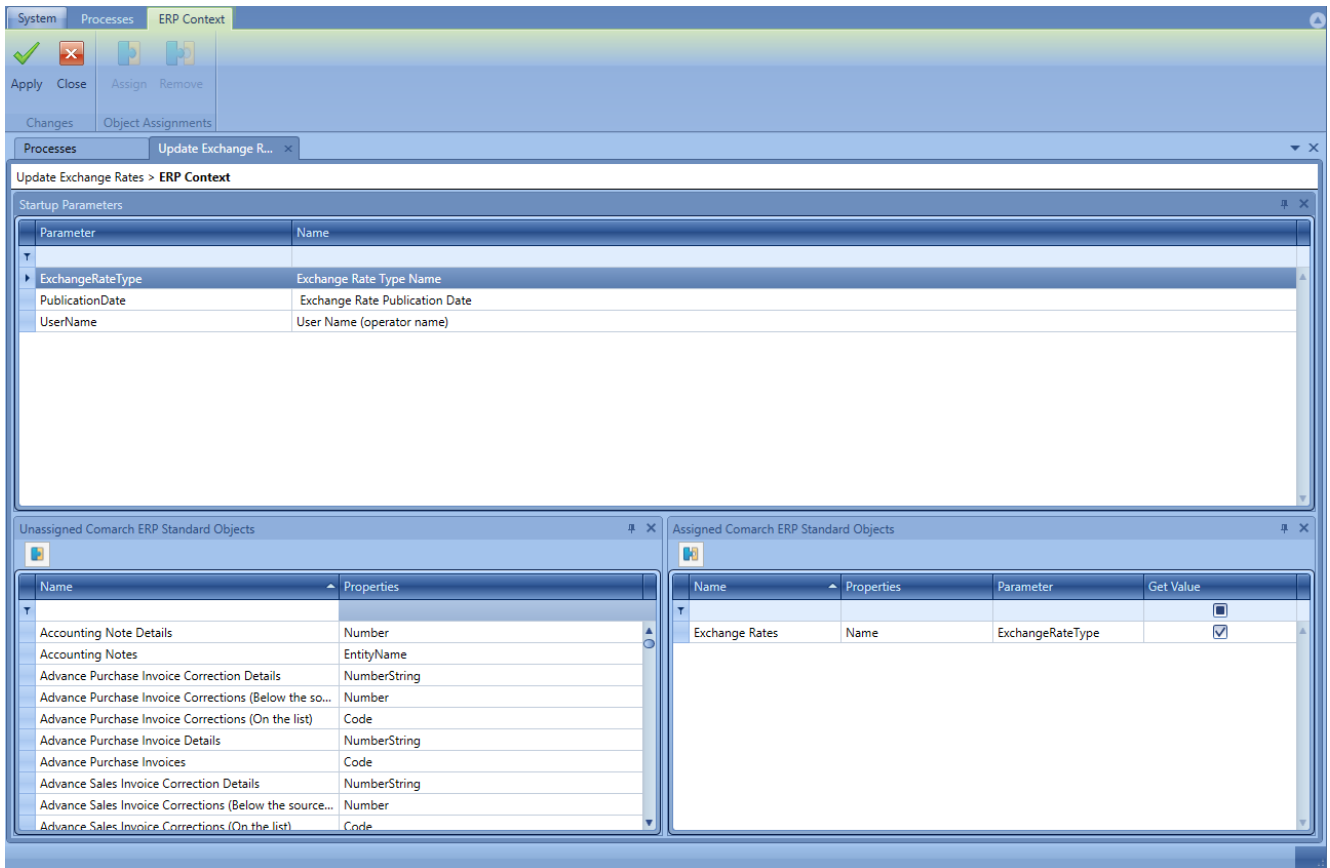 System Processes ERP Context
Apply Close Assign Remove
Changes Object Assignments
Processes Update Exchange R...
Update Exchange Rates > ERP Context
Startup Parameters
Parameter Name
ExchangeRateType Exchange Rate Type Name
PublicationDate Exchange Rate Publication Date
UserName User Name (operator name)
Unassigned Comarch ERP Standard Objects
Name Properties
Accounting Note Details Number
Accounting Notes EntityName
Advance Purchase Invoice Correction Details NumberString
Advance Purchase Invoice Corrections (Below the so... Number
Advance Purchase Invoice Corrections (On the list) Code
Advance Purchase Invoice Details NumberString
Advance Purchase Invoices Code
Advance Sales Invoice Correction Details NumberString
Advance Sales Invoice Corrections (Below the source... Number
Advance Sales Invoice Corrections (On the list) Code
Assigned Comarch ERP Standard Objects
Name Properties Parameter Get Value
Exchange Rates Name ExchangeRateType